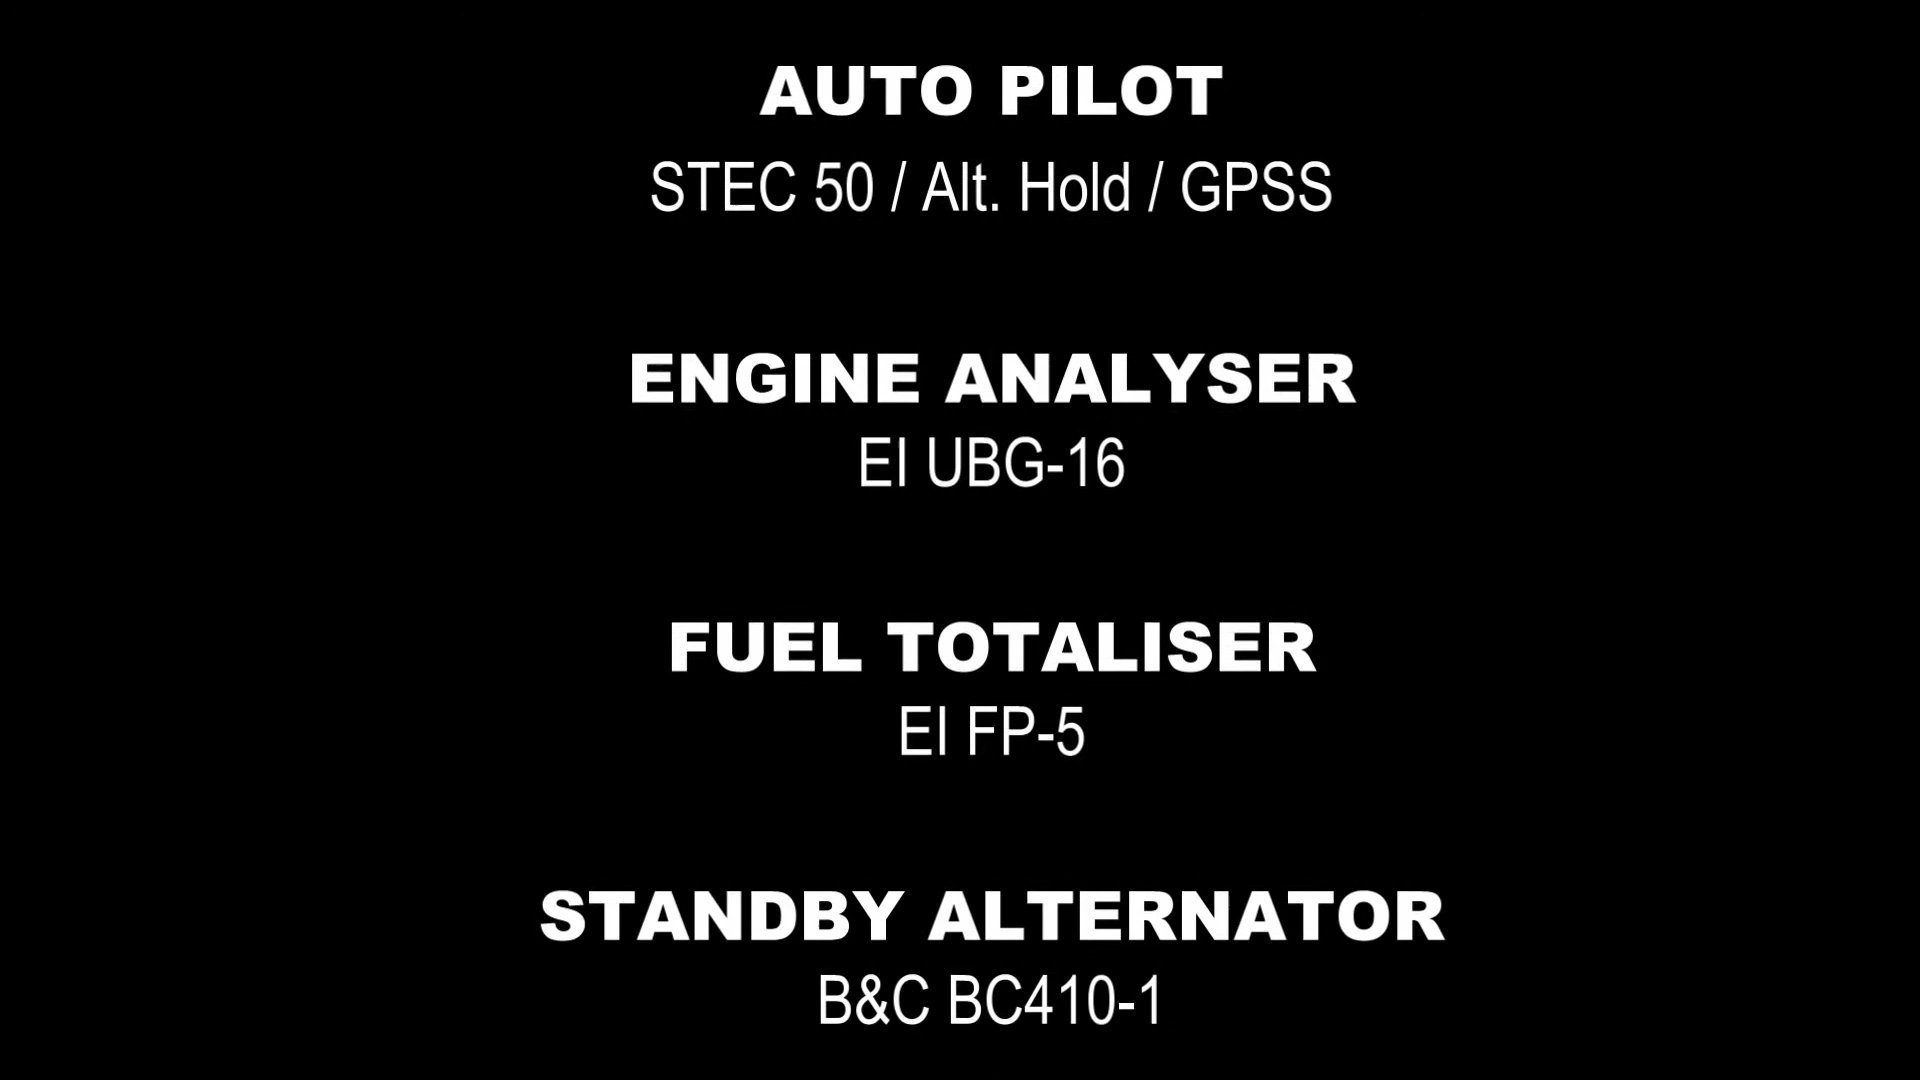 AUTO PILOT
STEC 50 / Alt. Hold / GPSS
ENGINE ANALYSER
EI UBG-16
FUEL TOTALISER
EI FP-5
STANDBY ALTERNATOR
B&C BC410-1